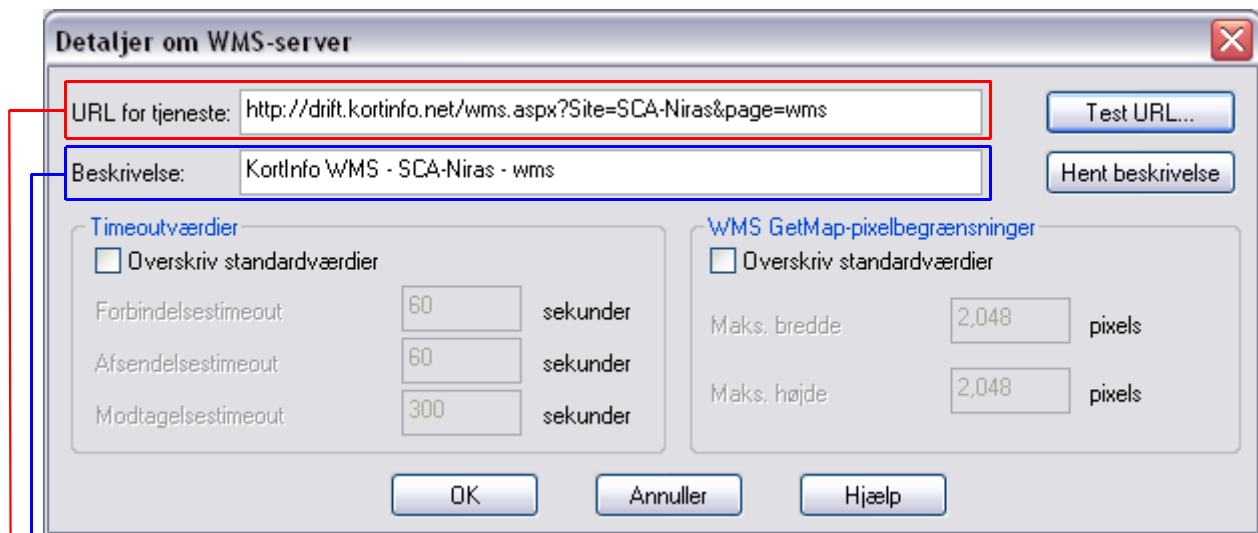 Detaljer om WMS-server
URL for tjeneste: http://drift.kortinfo.net/wms.aspx?Site=SCA-Niras&page=wms Test URL...
Beskrivelse: KortInfo WMS - SCA-Niras - wms Hent beskrivelse
Timeoutværdier
Overskriv standardværdier
Forbindelsestimeout 60 sekunder
Afsendelsestimeout 60 sekunder
Modtagelsestimeout 300 sekunder
WMS GetMap-pixelbegrænsninger
Overskriv standardværdier
Maks. bredde 2,048 pixels
Maks. højde 2,048 pixels
OK Annuller Hjælp